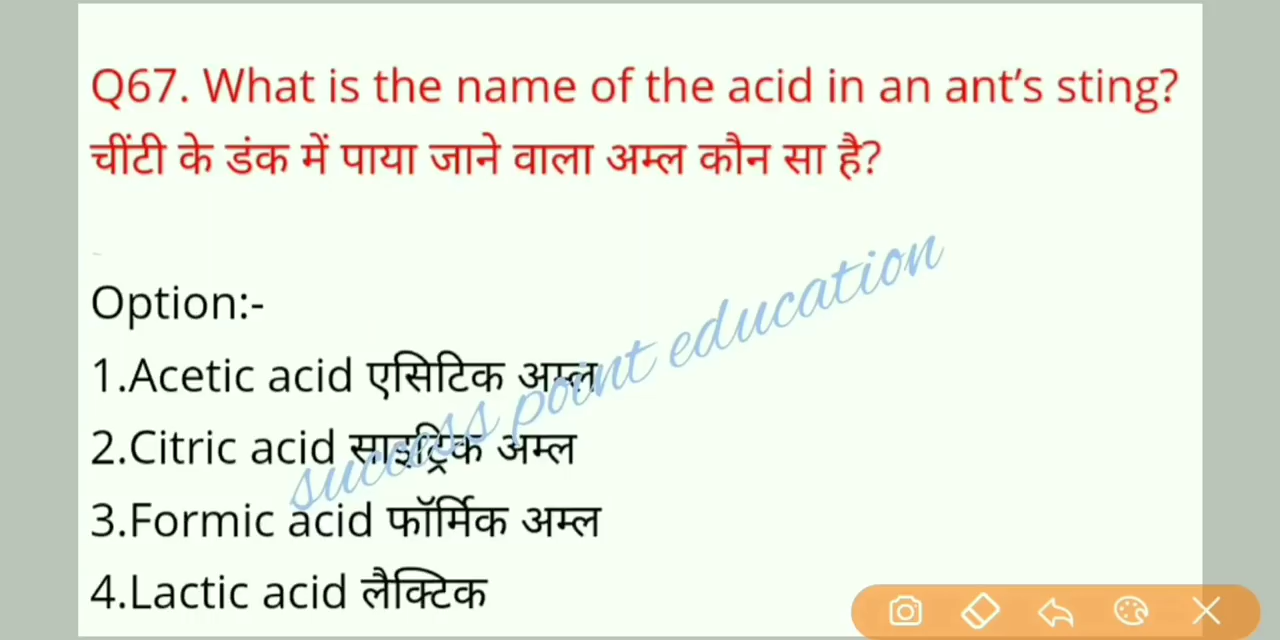 Q67. What is the name of the acid in an ant's sting?
चींटी के डंक में पाया जाने वाला अम्ल कौन सा है?
Option:-
1.Acetic acid एसिटिक अम्ल
2.Citric acid साइट्रिक अम्ल
3.Formic acid फॉर्मिक अम्ल
4.Lactic acid लैक्टिक
success point education